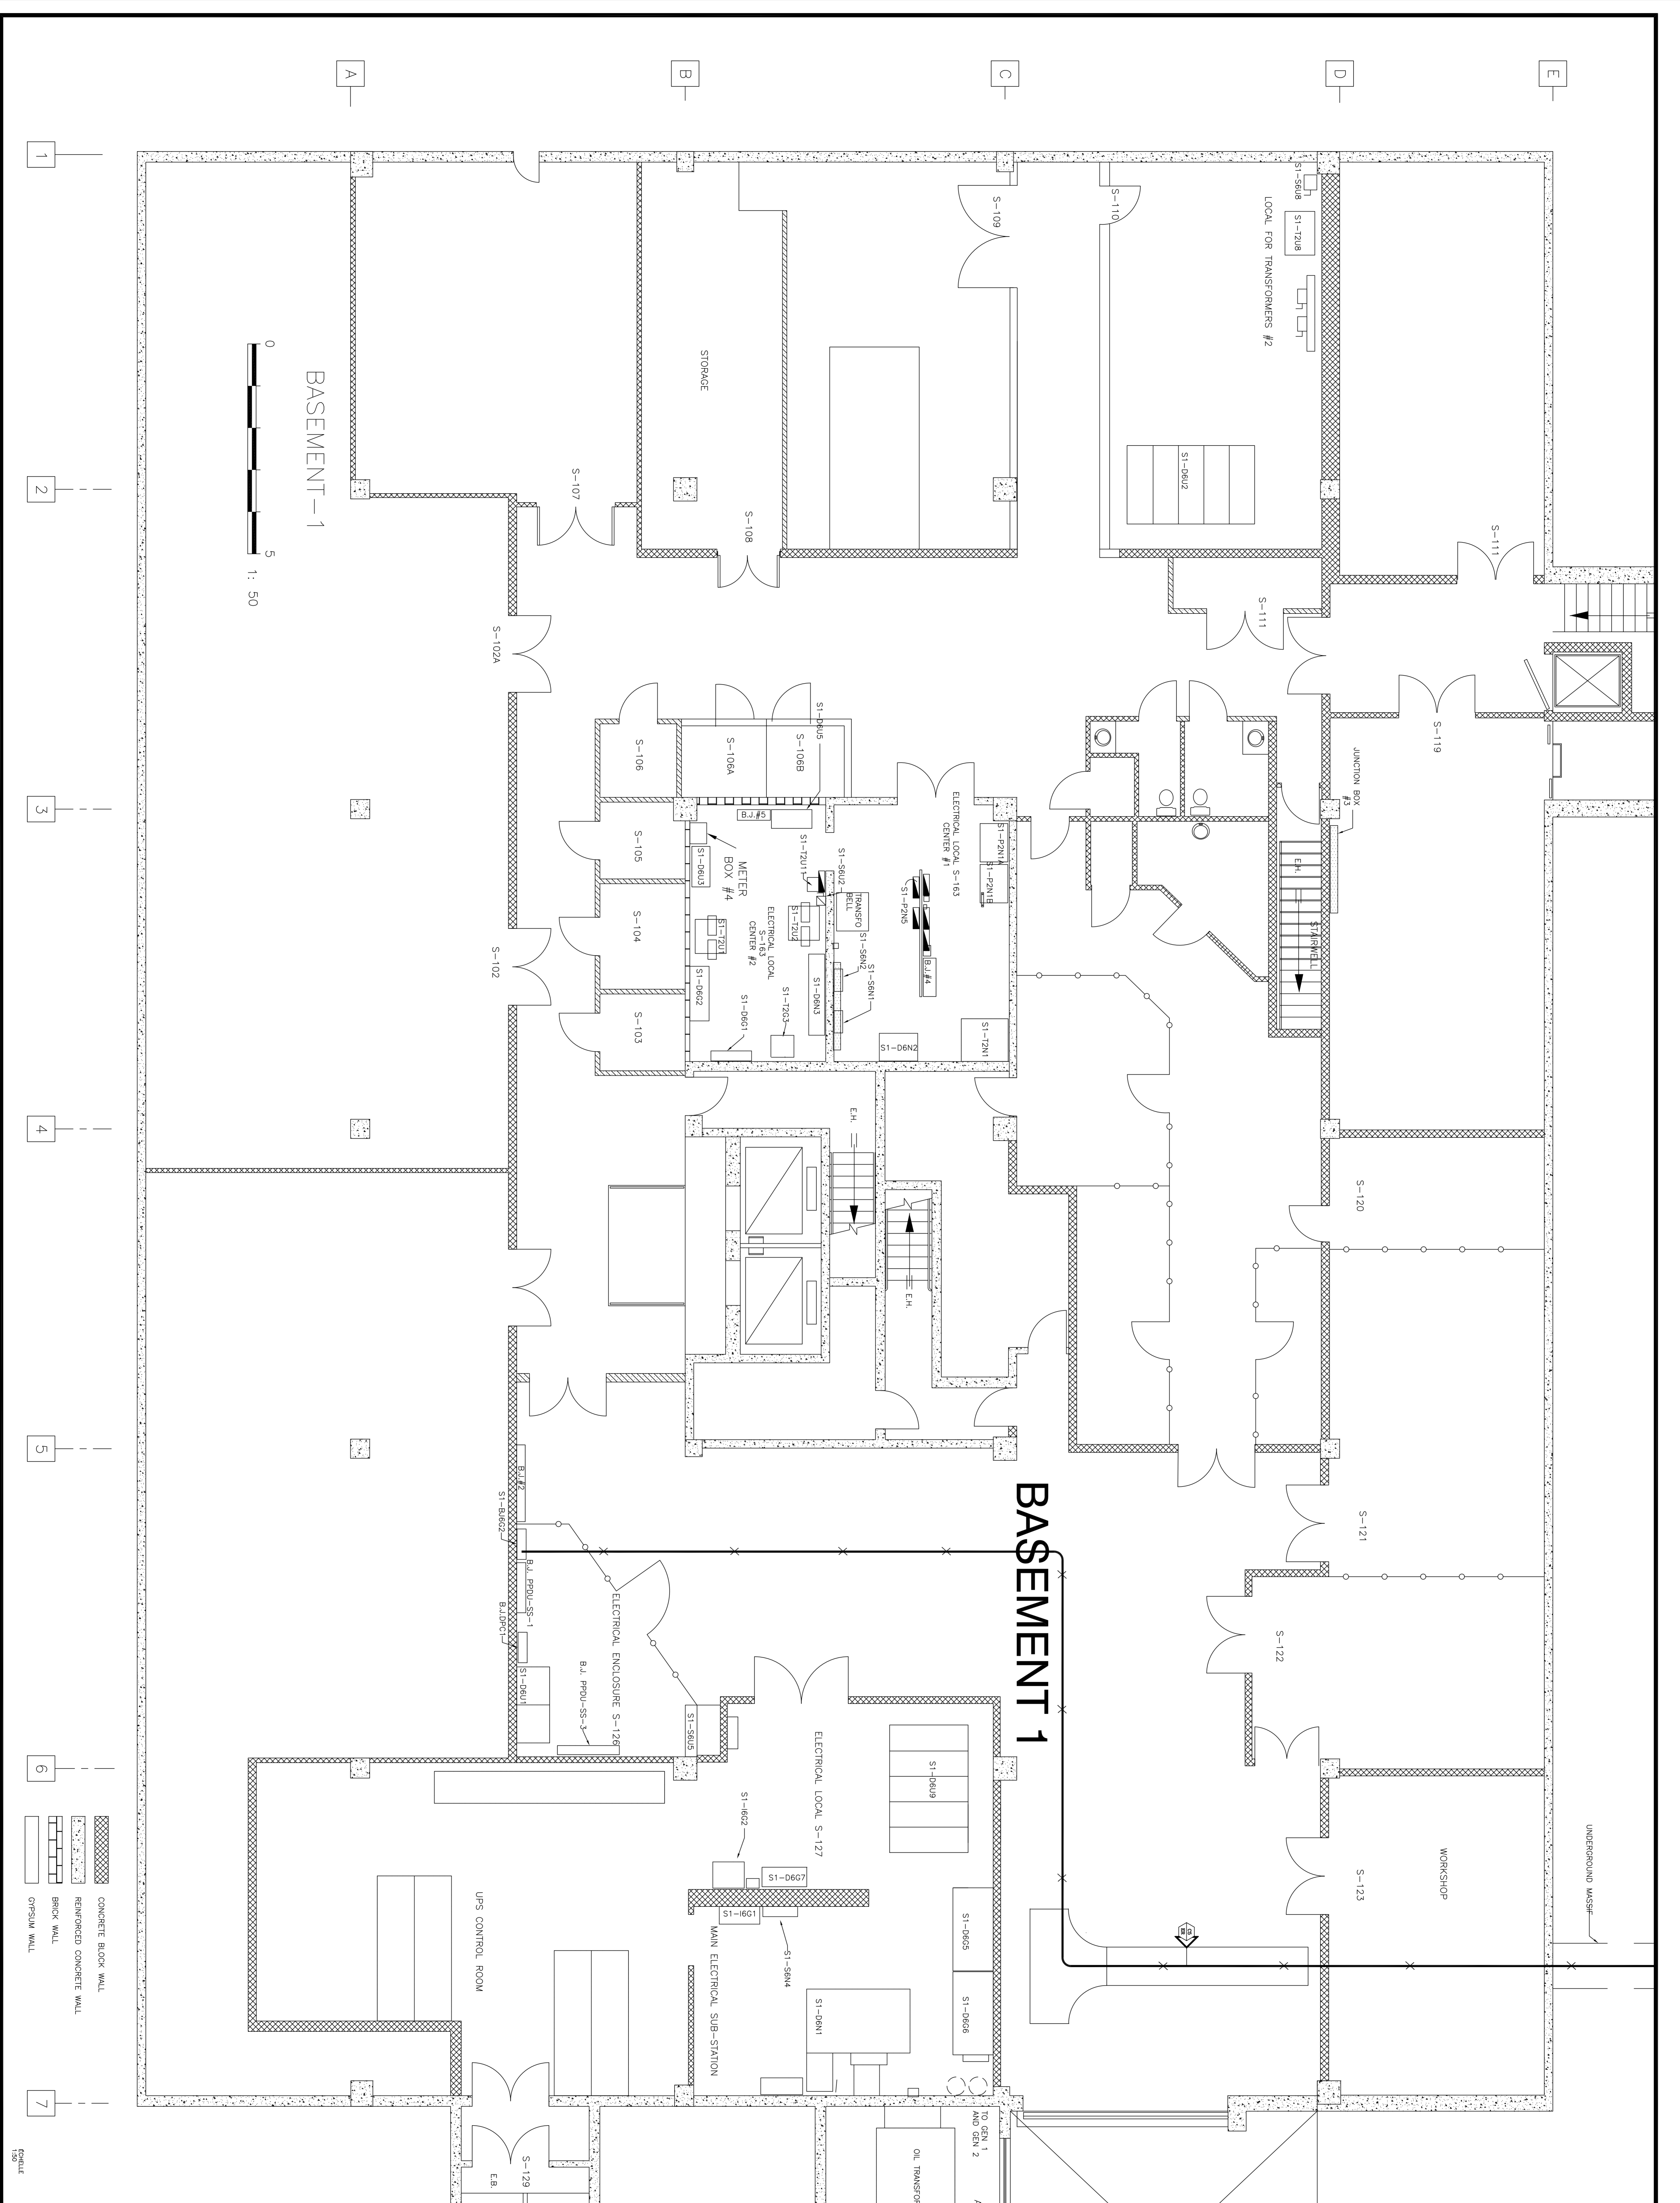 A
B
C
D
E
1
2
3
4
5
6
7
BASEMENT-1
0
5
1: 50
S-107
STORAGE
S-108
S-109
S-110
S1-S6U8
S1-T2U8
LOCAL FOR TRANSFORMERS #2
S1-D6U2
S-111
S-111
S-119
S-102A
S-102
S-106
S-106A
S-106B
S1-D6U5
S-105
S-104
S-103
B.J.#5
S1-D6U3
METER
BOX #4
S1-T2U11
S1-S6U2
TRANSFO
BELL
S1-T2U2
S1-T2U1
ELECTRICAL LOCAL
S-163
CENTER #2
S1-D6G2
S1-D6G1
S1-T2G3
S1-D6N3
S1-S6N2
S1-S6N1
ELECTRICAL LOCAL S-163
CENTER #1
S1-P2N1A
S1-P2N1B
S1-P2N5
B.J.#4
S1-D6N2
S1-T2N1
JUNCTION BOX
#3
E.H.
STAIRWELL
E.H.
E.H.
S-120
S-121
S-122
S-123
WORKSHOP
UNDERGROUND MASSIF
BASEMENT 1
B.J.#2
S1-BJ6G2
B.J. PPDU-SS-1
B.J.DPC1
S1-D6U1
ELECTRICAL ENCLOSURE S-126
B.J. PPDU-SS-3
S1-S6U5
ELECTRICAL LOCAL S-127
S1-D6U9
S1-I6G2
S1-D6G7
S1-I6G1
S1-S6N4
S1-D6G5
S1-D6G6
S1-D6N1
MAIN ELECTRICAL SUB-STATION
UPS CONTROL ROOM
S-129
E.B.
TO GEN 1
AND GEN 2
OIL TRANSFOR
A
CONCRETE BLOCK WALL
REINFORCED CONCRETE WALL
BRICK WALL
GYPSUM WALL
ÉCHELLE
1:50